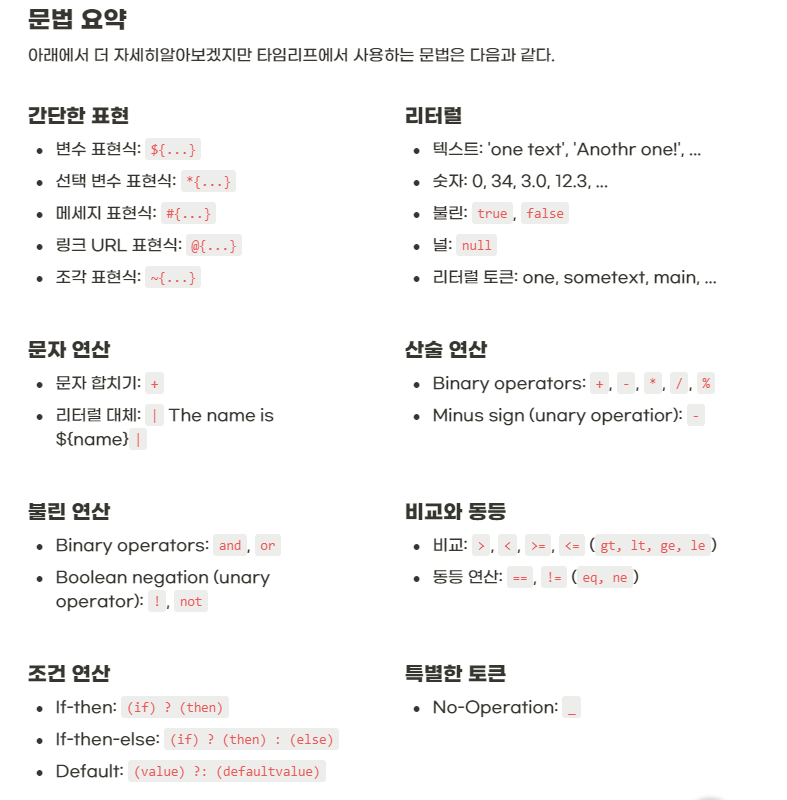 문법 요약
아래에서 더 자세히알아보겠지만 타임리프에서 사용하는 문법은 다음과 같다.
간단한 표현
변수 표현식: ${...}
선택 변수 표현식: *{...}
메세지 표현식: #{...}
링크 URL 표현식: @{...}
조각 표현식: ~{...}
리터럴
텍스트: 'one text', 'Anothr one!', ...
숫자: 0, 34, 3.0, 12.3, ...
불린: true, false
널: null
리터럴 토큰: one, sometext, main, ...
문자 연산
문자 합치기: +
리터럴 대체: | The name is
${name} |
산술 연산
Binary operators: +, -, *, /, %
Minus sign (unary operatior): -
불린 연산
Binary operators: and, or
Boolean negation (unary
operator): !, not
비교와 동등
비교: >, <, >=, <= (gt, lt, ge, le)
동등 연산: ==, != (eq, ne)
조건 연산
If-then: (if) ? (then)
If-then-else: (if) ? (then) : (else)
Default: (value) ?: (defaultvalue)
특별한 토큰
No-Operation: _